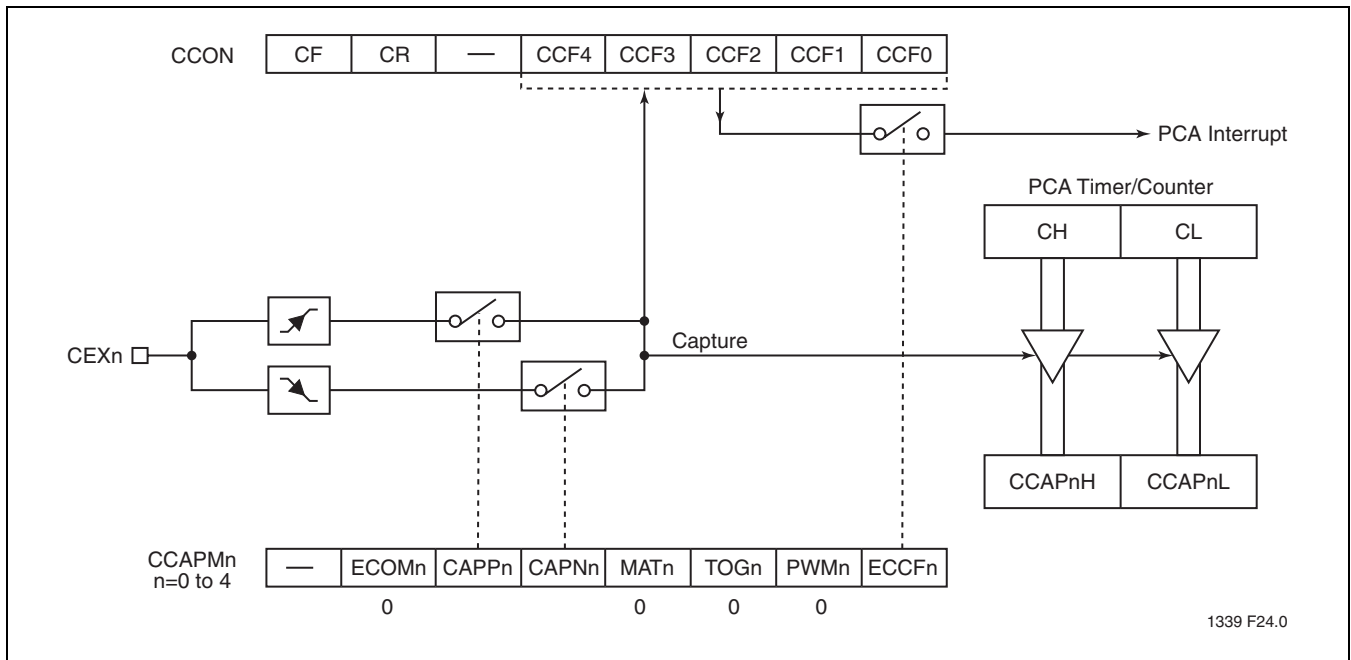 CCON CF CR — CCF4 CCF3 CCF2 CCF1 CCF0
PCA Interrupt
PCA Timer/Counter
CH CL
CEXn
Capture
CCAPnH CCAPnL
CCAPMn
n=0 to 4
— ECOMn CAPPn CAPNn MATn TOGn PWMn ECCFn
0 0 0 0
1339 F24.0